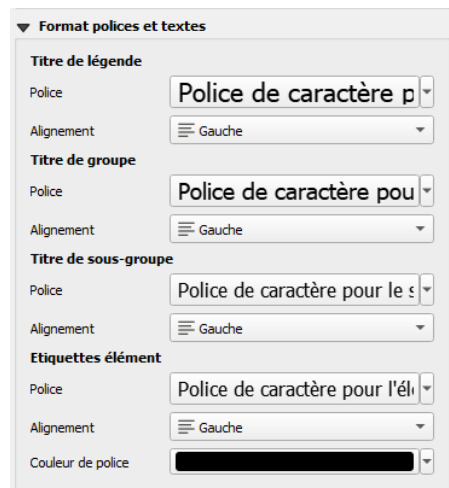 Format polices et textes
Titre de légende
Police Police de caractère p
Alignement Gauche
Titre de groupe
Police Police de caractère pou
Alignement Gauche
Titre de sous-groupe
Police Police de caractère pour le s
Alignement Gauche
Etiquettes élément
Police Police de caractère pour l'élé
Alignement Gauche
Couleur de police